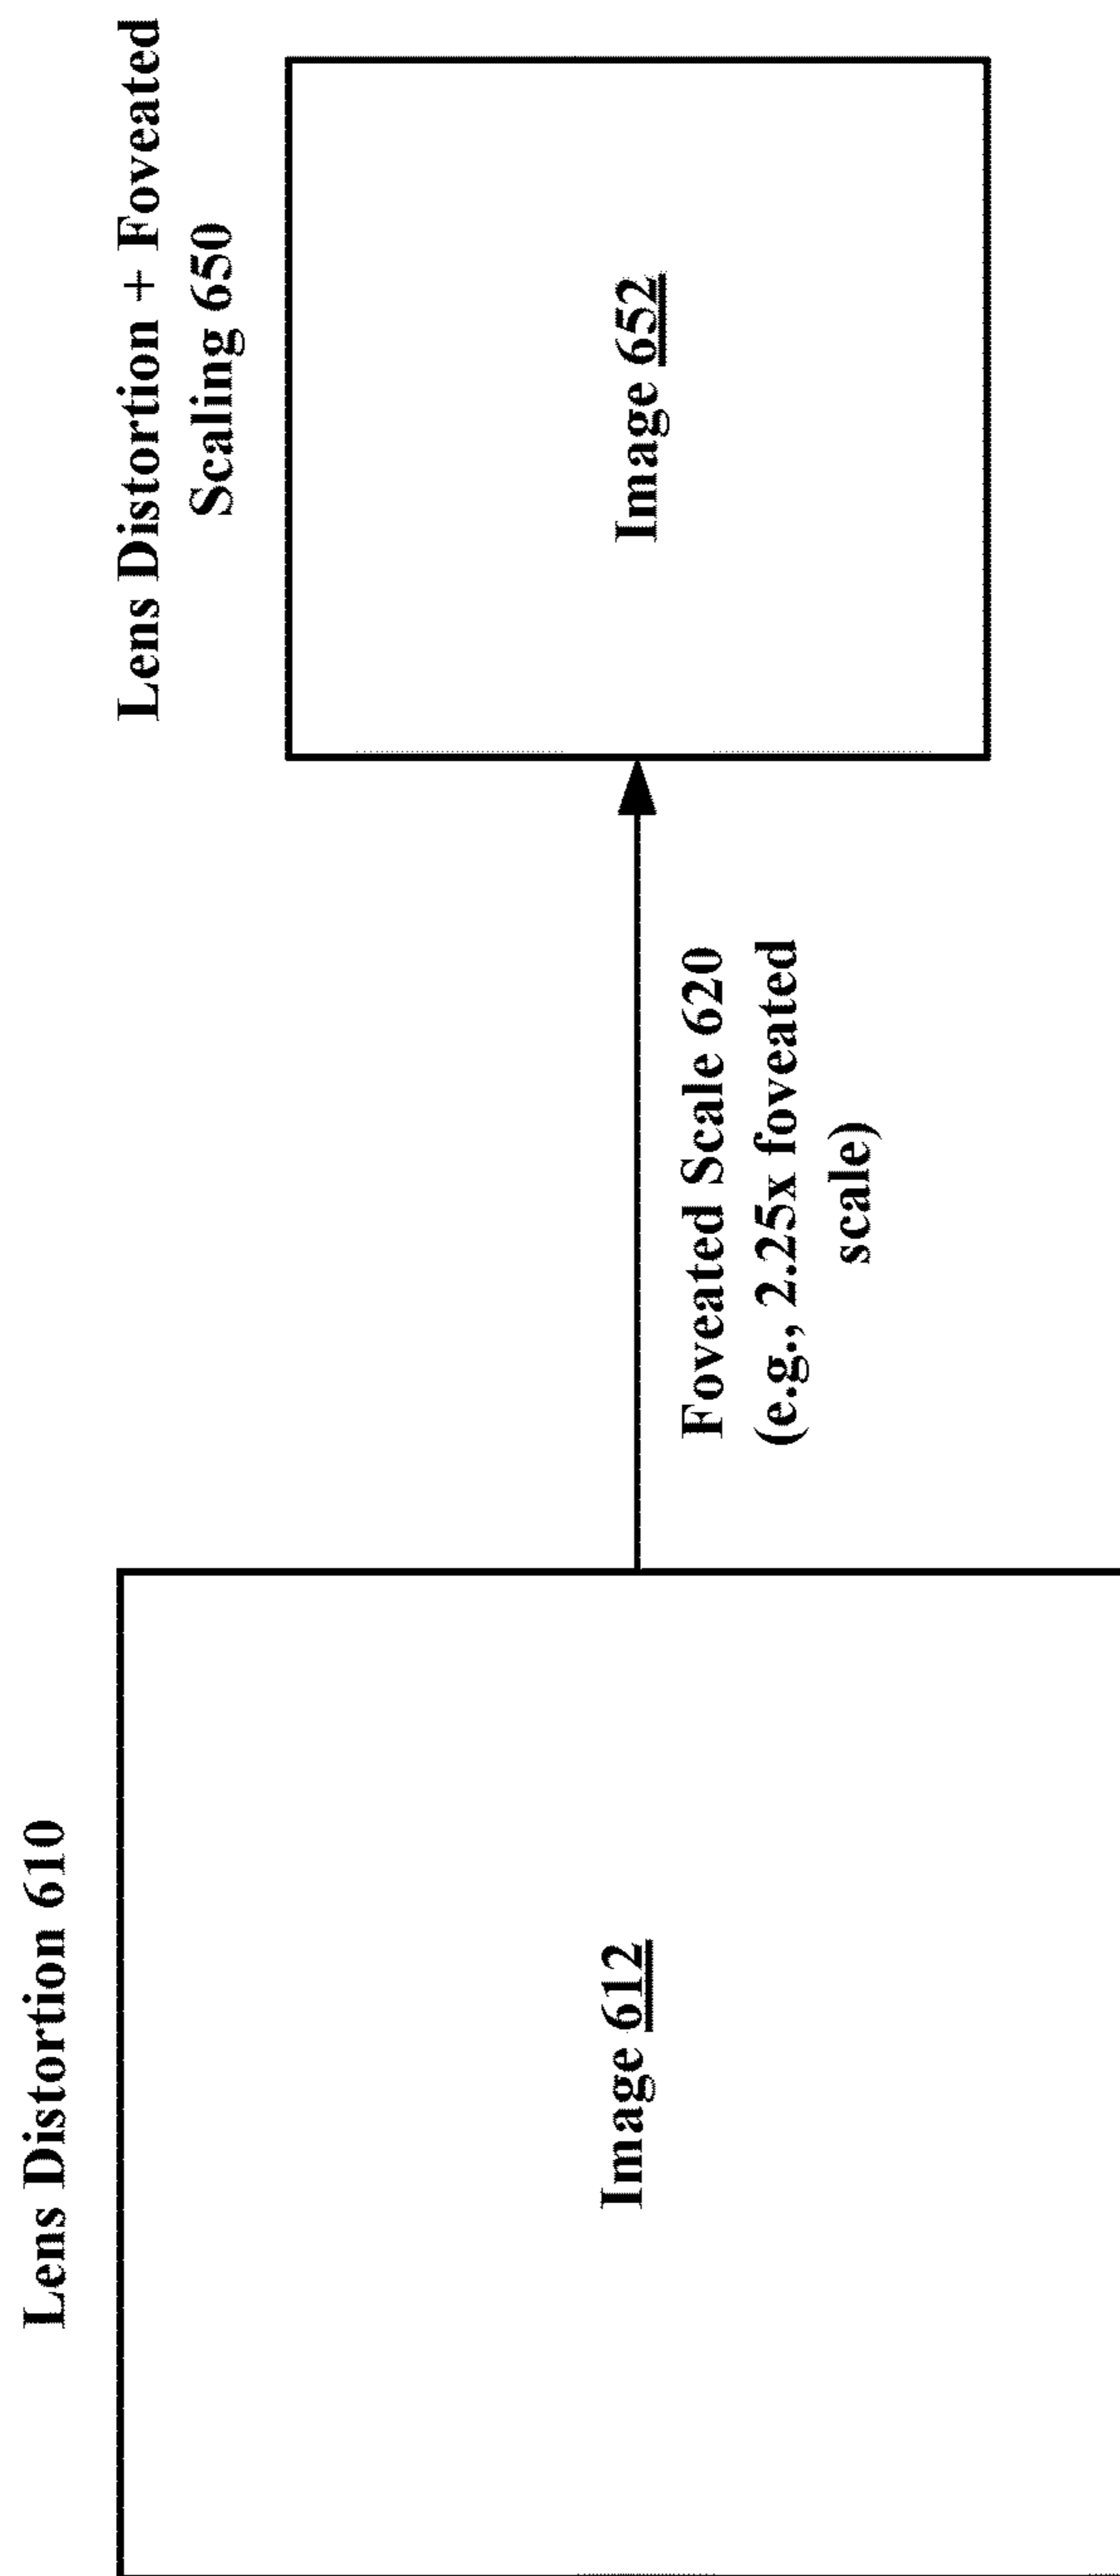 Lens Distortion 610
Image 612
Foveated Scale 620
(e.g., 2.25x foveated
scale)
Lens Distortion + Foveated
Scaling 650
Image 652